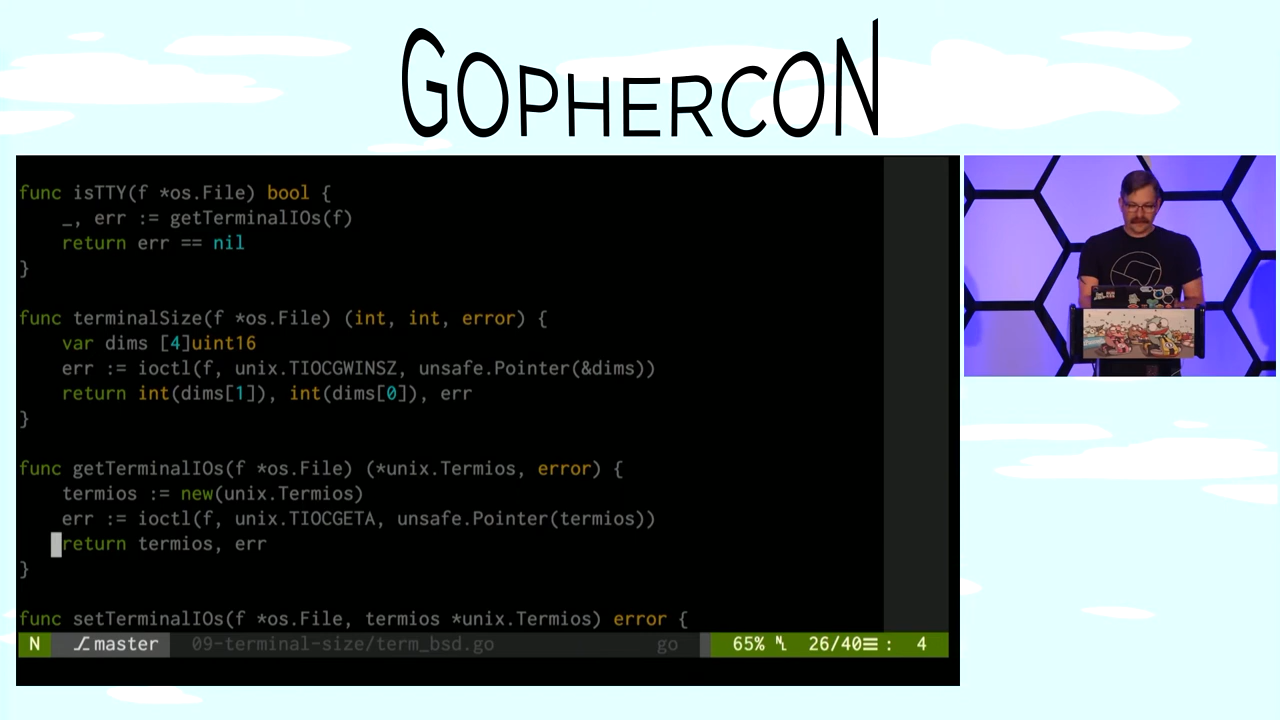 GOPHERCON
func isTTY(f *os.File) bool {
    _, err := getTerminalIOs(f)
    return err == nil
}
func terminalSize(f *os.File) (int, int, error) {
    var dims [4]uint16
    err := ioctl(f, unix.TIOCGWINSZ, unsafe.Pointer(&dims))
    return int(dims[1]), int(dims[0]), err
}
func getTerminalIOs(f *os.File) (*unix.Termios, error) {
    termios := new(unix.Termios)
    err := ioctl(f, unix.TIOCGETA, unsafe.Pointer(termios))
    return termios, err
}
func setTerminalIOs(f *os.File, termios *unix.Termios) error {
N master 09-terminal-size/term_bsd.go go 65% ␤ 26/40☰: 4